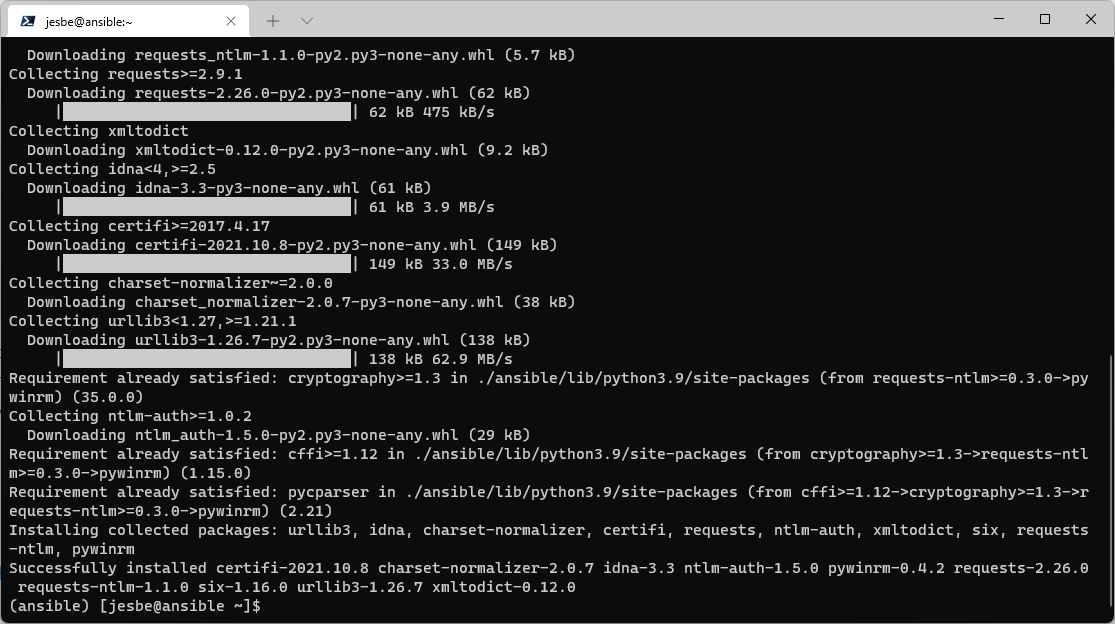 jesbe@ansible:~
  Downloading requests_ntlm-1.1.0-py2.py3-none-any.whl (5.7 kB)
Collecting requests>=2.9.1
  Downloading requests-2.26.0-py2.py3-none-any.whl (62 kB)
     |████████████████████████████████| 62 kB 475 kB/s
Collecting xmltodict
  Downloading xmltodict-0.12.0-py2.py3-none-any.whl (9.2 kB)
Collecting idna<4,>=2.5
  Downloading idna-3.3-py3-none-any.whl (61 kB)
     |████████████████████████████████| 61 kB 3.9 MB/s
Collecting certifi>=2017.4.17
  Downloading certifi-2021.10.8-py2.py3-none-any.whl (149 kB)
     |████████████████████████████████| 149 kB 33.0 MB/s
Collecting charset-normalizer~=2.0.0
  Downloading charset_normalizer-2.0.7-py3-none-any.whl (38 kB)
Collecting urllib3<1.27,>=1.21.1
  Downloading urllib3-1.26.7-py2.py3-none-any.whl (138 kB)
     |████████████████████████████████| 138 kB 62.9 MB/s
Requirement already satisfied: cryptography>=1.3 in ./ansible/lib/python3.9/site-packages (from requests-ntlm>=0.3.0->py
winrm) (35.0.0)
Collecting ntlm-auth>=1.0.2
  Downloading ntlm_auth-1.5.0-py2.py3-none-any.whl (29 kB)
Requirement already satisfied: cffi>=1.12 in ./ansible/lib/python3.9/site-packages (from cryptography>=1.3->requests-ntl
m>=0.3.0->pywinrm) (1.15.0)
Requirement already satisfied: pycparser in ./ansible/lib/python3.9/site-packages (from cffi>=1.12->cryptography>=1.3->r
equests-ntlm>=0.3.0->pywinrm) (2.21)
Installing collected packages: urllib3, idna, charset-normalizer, certifi, requests, ntlm-auth, xmltodict, six, requests
-ntlm, pywinrm
Successfully installed certifi-2021.10.8 charset-normalizer-2.0.7 idna-3.3 ntlm-auth-1.5.0 pywinrm-0.4.2 requests-2.26.0
 requests-ntlm-1.1.0 six-1.16.0 urllib3-1.26.7 xmltodict-0.12.0
(ansible) [jesbe@ansible ~]$